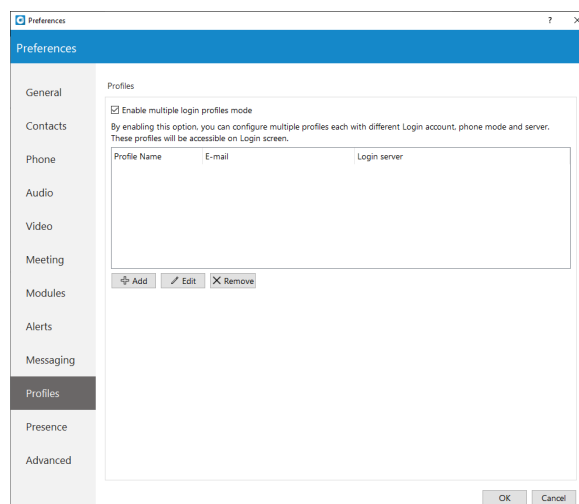 Preferences
?
Preferences
General
Contacts
Phone
Audio
Video
Meeting
Modules
Alerts
Messaging
Profiles
Presence
Advanced
Profiles
Enable multiple login profiles mode
By enabling this option, you can configure multiple profiles each with different Login account, phone mode and server.
These profiles will be accessible on Login screen.
Profile Name E-mail Login server
Add Edit Remove
OK Cancel